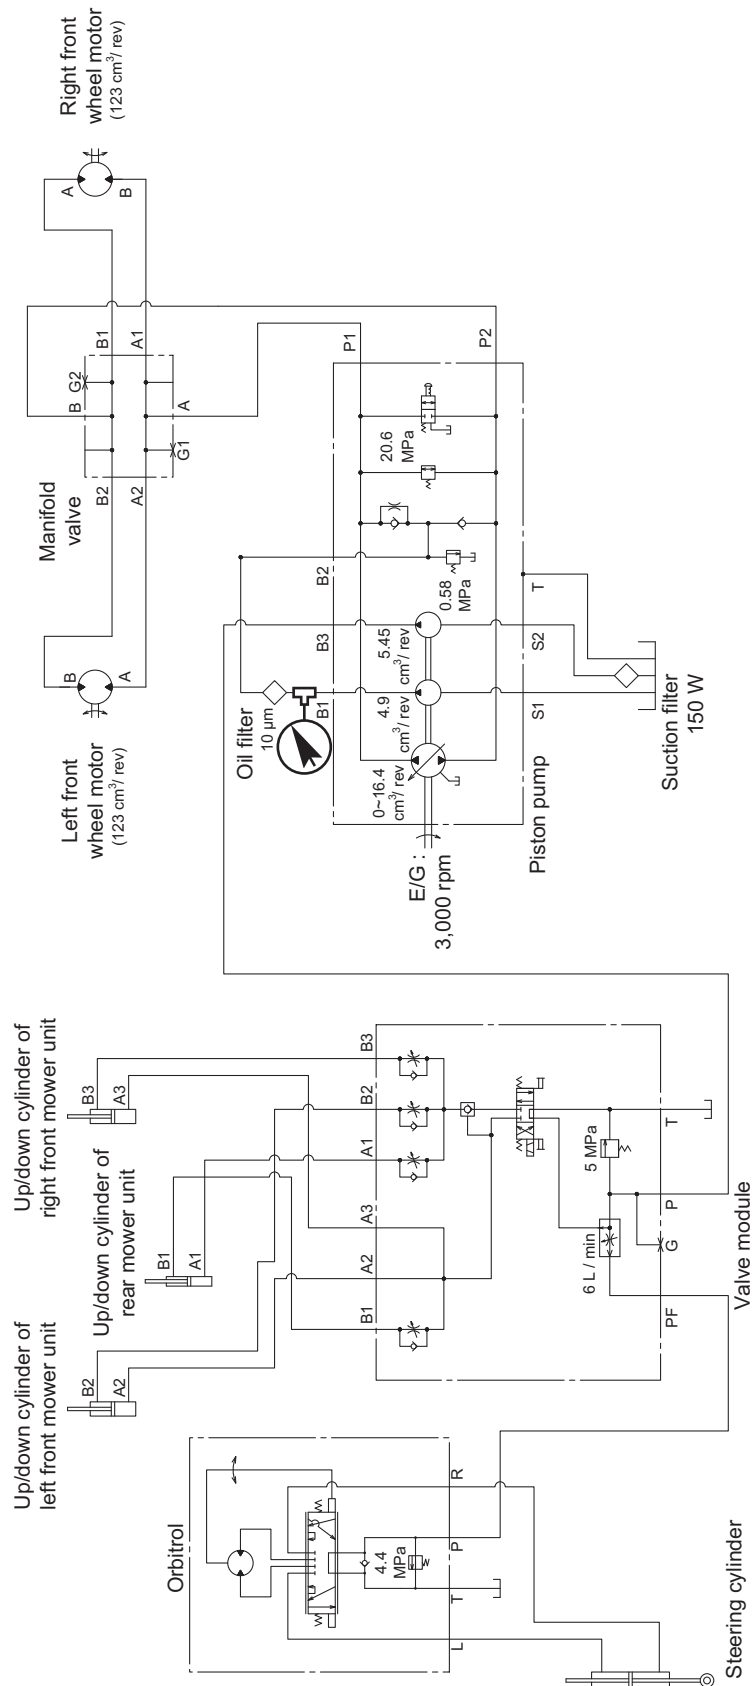 Right front
wheel motor
(123 cm³/ rev)
A
B
Manifold
valve
B
G2
B1
A1
B2
A2
G1
A
Left front
wheel motor
(123 cm³/ rev)
B
A
P1
P2
20.6
MPa
0.58
MPa
B2
B3
B1
T
S2
S1
5.45
cm³/ rev
4.9
cm³/ rev
0~16.4
cm³/ rev
Oil filter
10 µm
E/G :
3,000 rpm
Piston pump
Suction filter
150 W
Up/down cylinder of
right front mower unit
B3
A3
Up/down cylinder of
rear mower unit
B1
A1
Up/down cylinder of
left front mower unit
B2
A2
B3
B2
A1
A3
A2
B1
5 MPa
6 L / min
T
P
G
PF
Valve module
Orbitrol
4.4
MPa
R
P
T
L
Steering cylinder